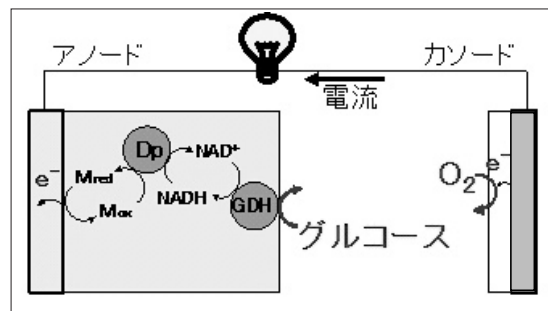 アノード
カソード
電流
Dp
NAD⁺
e⁻
Mred
Mox
NADH
GDH
グルコース
O₂
e⁻